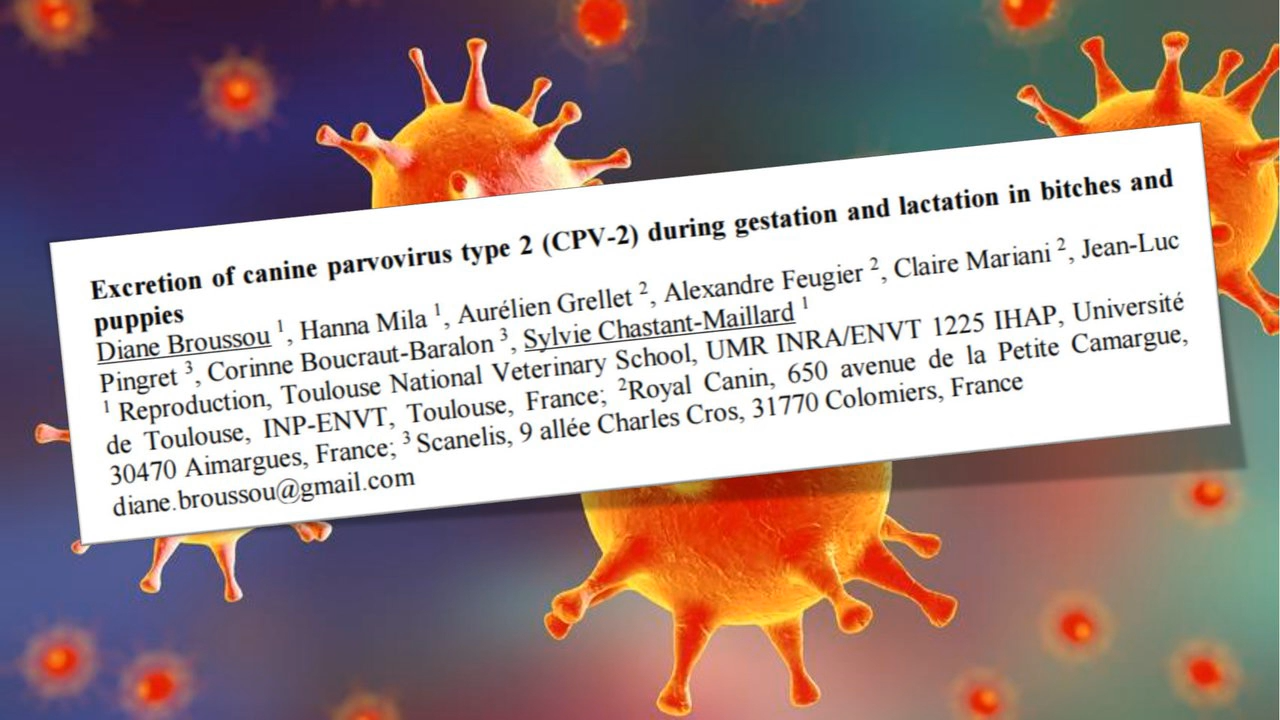 Excretion of canine parvovirus type 2 (CPV-2) during gestation and lactation in bitches and
puppies
Diane Broussou 1, Hanna Mila 1, Aurélien Grellet 2, Alexandre Feugier 2, Claire Mariani 2, Jean-Luc
Pingret 3, Corinne Boucraut-Baralon 3, Sylvie Chastant-Maillard 1
1 Reproduction, Toulouse National Veterinary School, UMR INRA/ENVT 1225 IHAP, Université
de Toulouse, INP-ENVT, Toulouse, France; 2Royal Canin, 650 avenue de la Petite Camargue,
30470 Aimargues, France; 3 Scanelis, 9 allée Charles Cros, 31770 Colomiers, France
diane.broussou@gmail.com